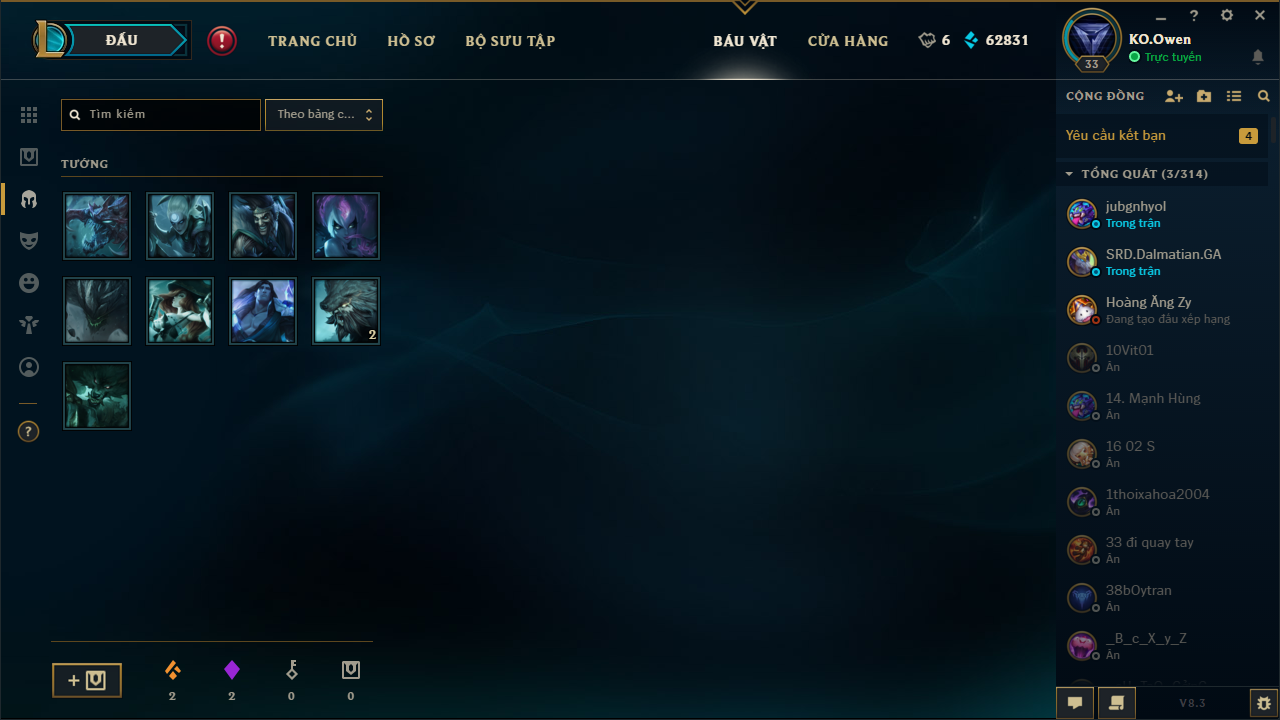 ĐẤU
TRANG CHỦ
HỒ SƠ
BỘ SƯU TẬP
BÁU VẬT
CỬA HÀNG
6
62831
33
KO.Owen
Trực tuyến
Tìm kiếm
Theo bảng c...
TƯỚNG
2
2
2
0
0
CỘNG ĐỒNG
Yêu cầu kết bạn
4
TỔNG QUÁT (3/314)
jubgnhyol
Trong trận
SRD.Dalmatian.GA
Trong trận
Hoàng Ăng Zy
Đang tạo đấu xếp hạng
10Vit01
Ẩn
14. Mạnh Hùng
Ẩn
16 02 S
Ẩn
1thoixahoa2004
Ẩn
33 đi quay tay
Ẩn
38b0ytran
Ẩn
_B_c_X_y_Z
Ẩn
V8.3